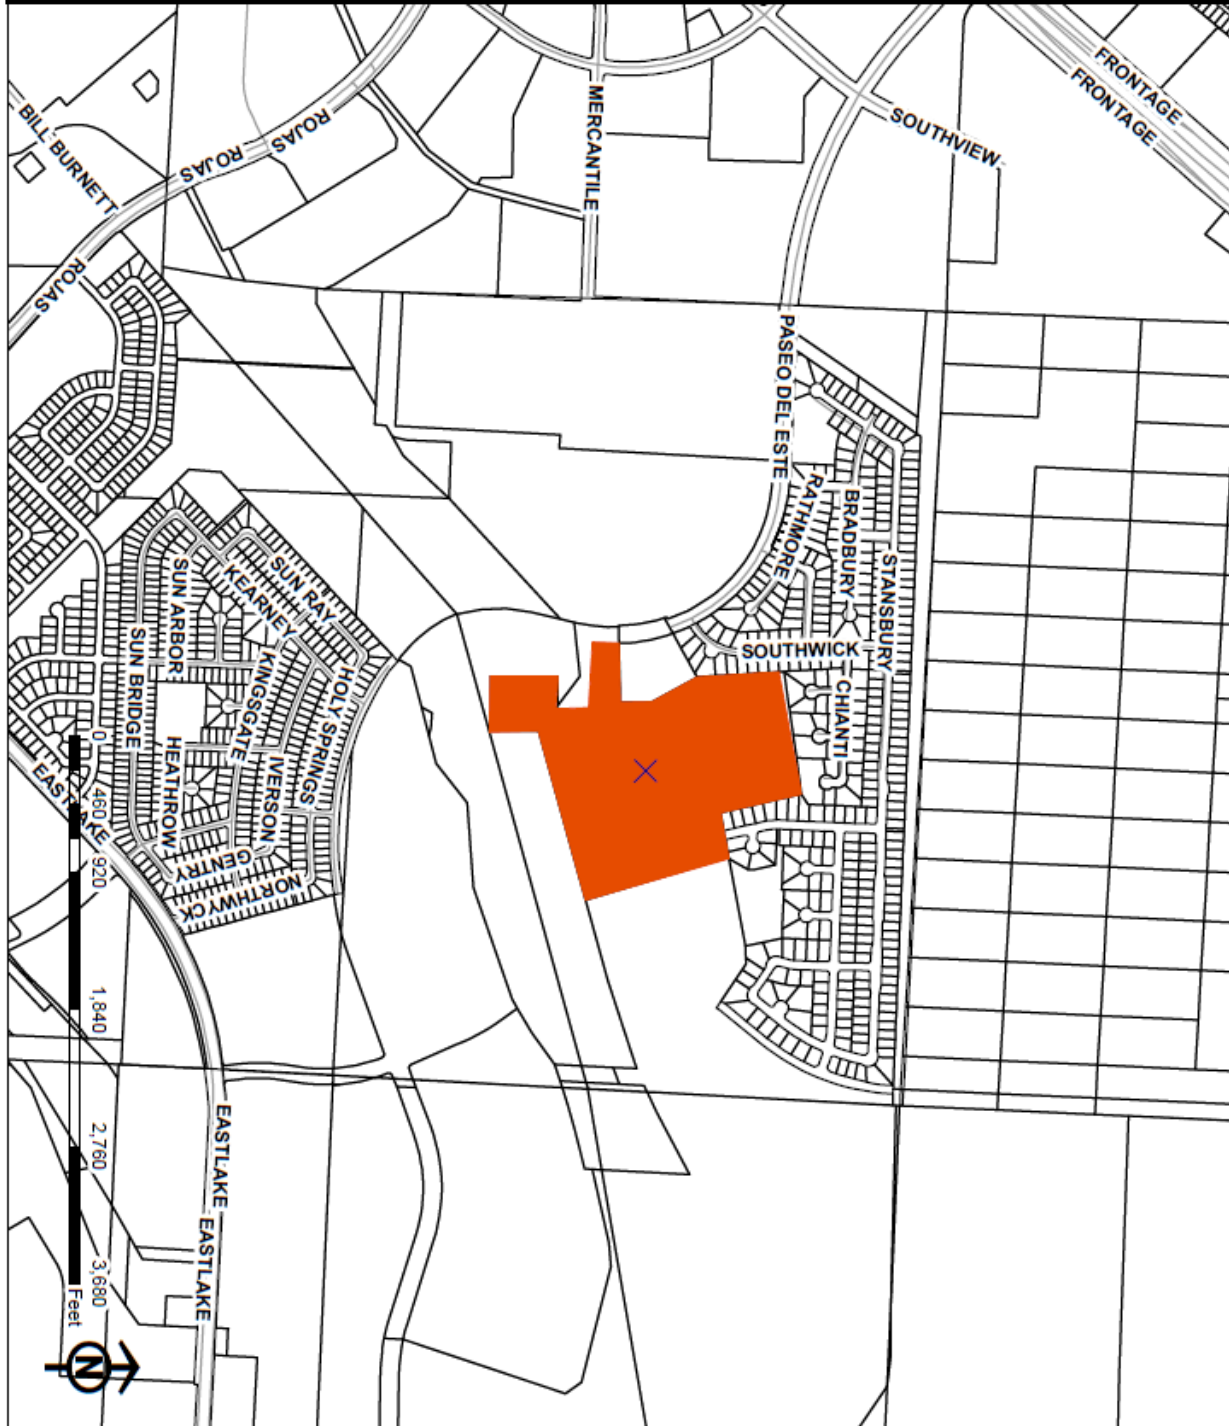 FRONTAGE
FRONTAGE
SOUTHVIEW
MERCANTILE
BILL BURNETT
ROJAS
ROJAS
ROJAS
PASEO DEL ESTE
RATHMORE
BRADBURY
STANSBURY
SOUTHWICK
CHIANTI
SUN RAY
KEARNEY
SUN ARBOR
SUN BRIDGE
KINGSGATE
HOLY SPRINGS
IVERSON
HEATHROW
GENTRY
NORTHWYCK
EASTLAKE
EASTLAKE
EASTLAKE
0
460
920
1,840
2,760
3,680
Feet
N